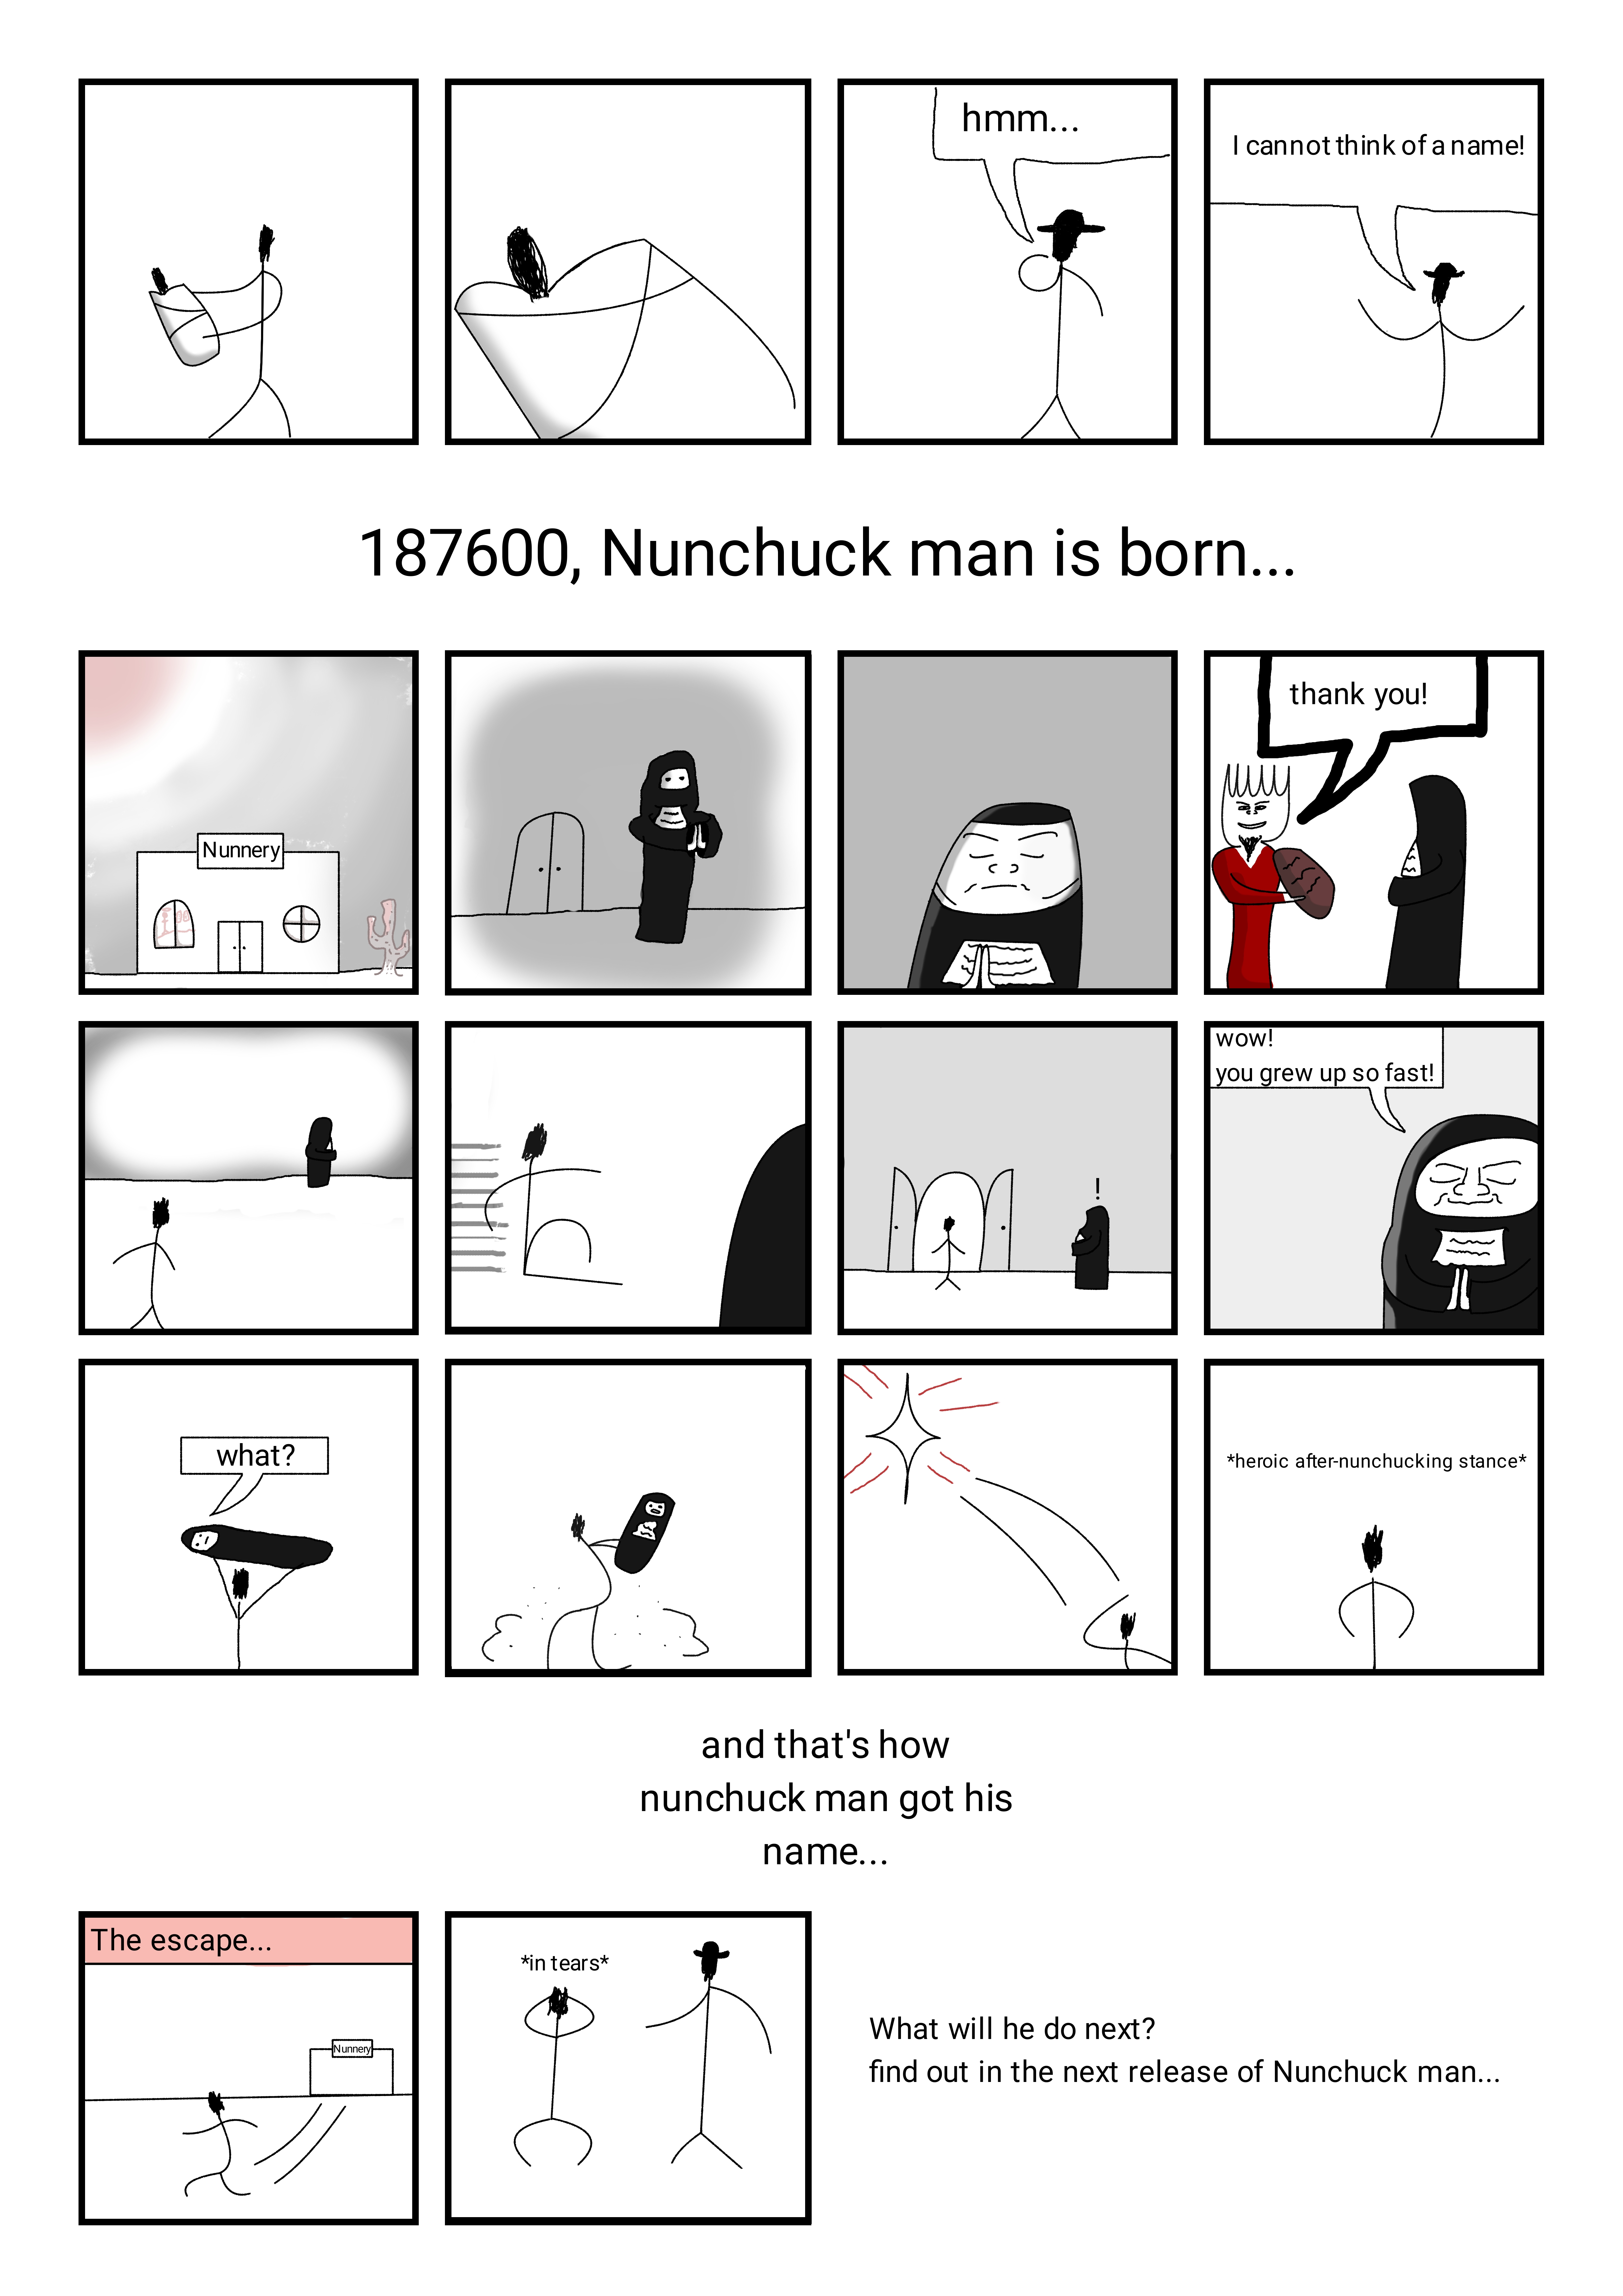 hmm...
I cannot think of a name!
187600, Nunchuck man is born...
Nunnery
thank you!
wow!
you grew up so fast!
!
what?
*heroic after-nunchucking stance*
and that's how
nunchuck man got his
name...
The escape...
Nunnery
*in tears*
What will he do next?
find out in the next release of Nunchuck man...